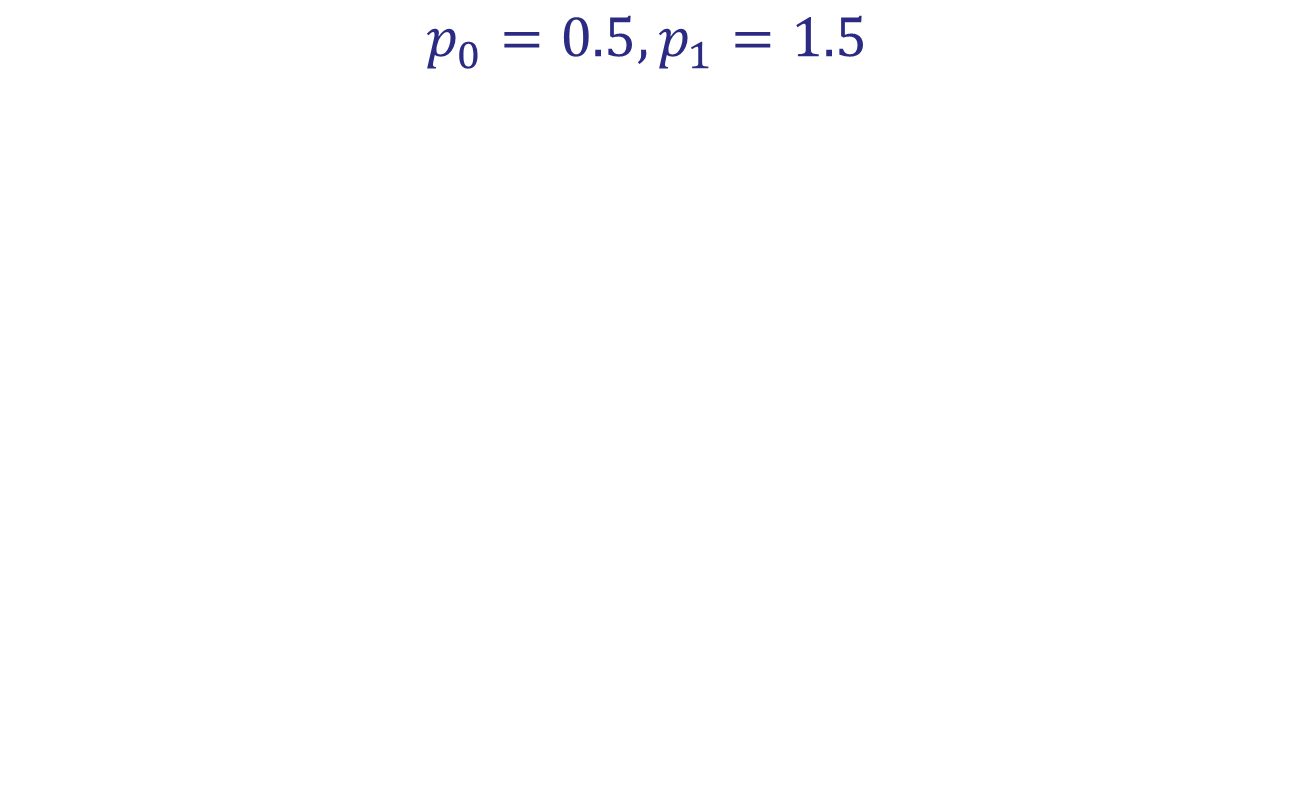 p₀ = 0.5, p₁ = 1.5